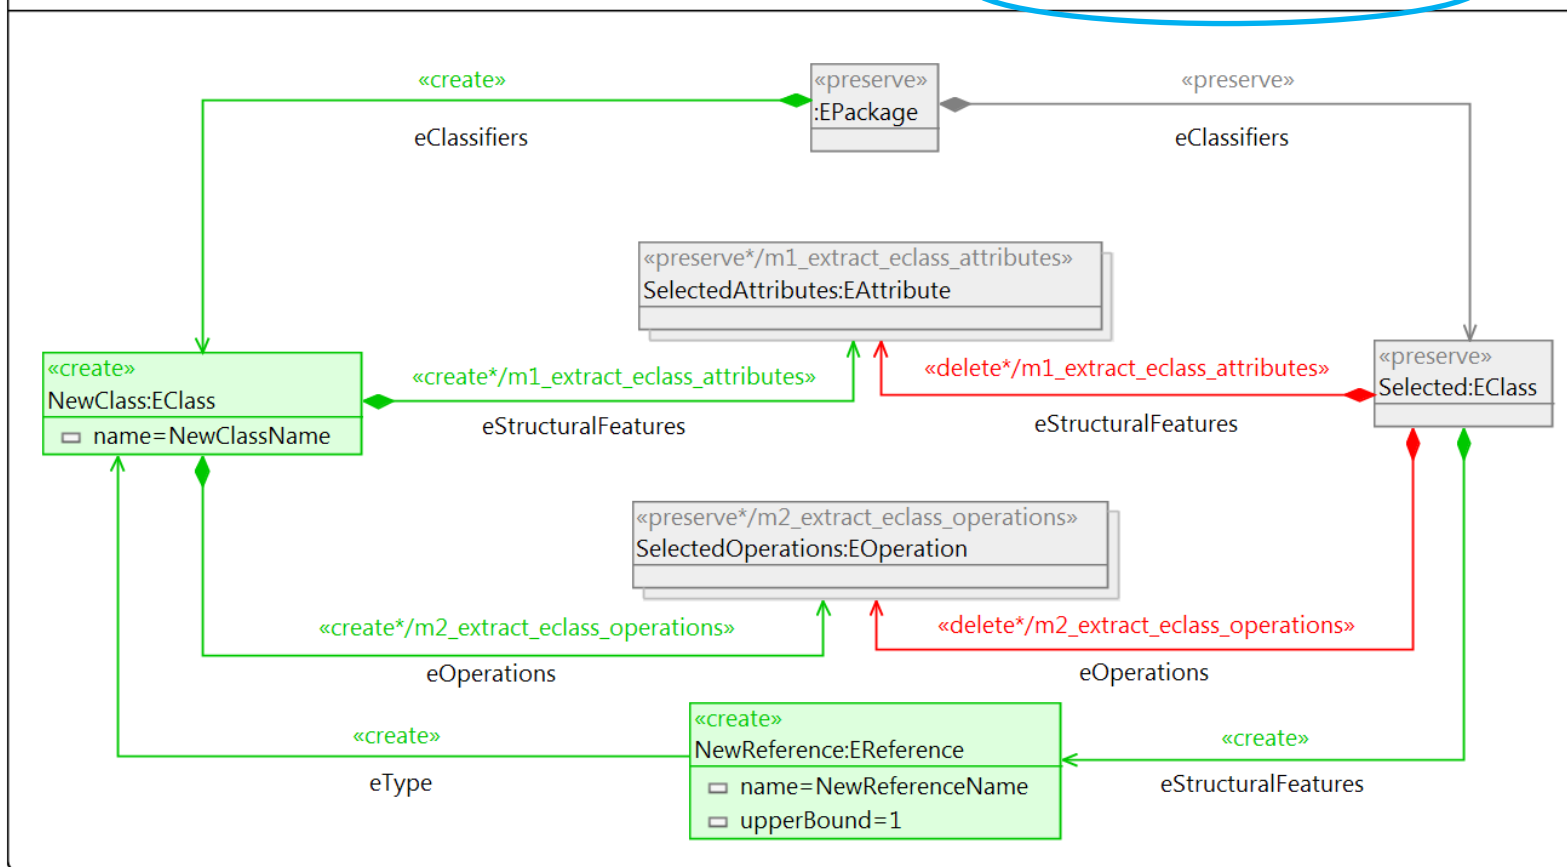 «create»
«preserve»
:EPackage
«preserve»
eClassifiers
eClassifiers
«preserve*/m1_extract_eclass_attributes»
SelectedAttributes:EAttribute
«create»
NewClass:EClass
name=NewClassName
«create*/m1_extract_eclass_attributes»
eStructuralFeatures
«delete*/m1_extract_eclass_attributes»
eStructuralFeatures
«preserve»
Selected:EClass
«preserve*/m2_extract_eclass_operations»
SelectedOperations:EOperation
«create*/m2_extract_eclass_operations»
eOperations
«delete*/m2_extract_eclass_operations»
eOperations
«create»
eType
«create»
NewReference:EReference
name=NewReferenceName
upperBound=1
«create»
eStructuralFeatures